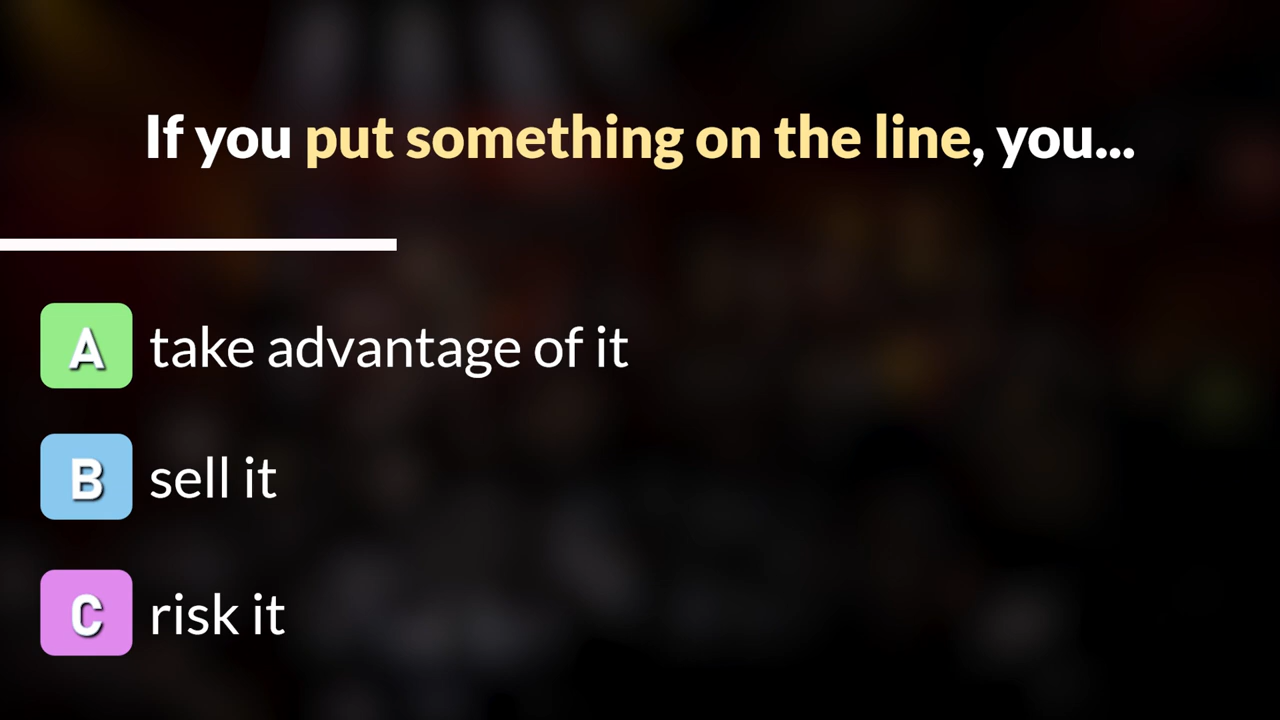 If you put something on the line, you...
A take advantage of it
B sell it
C risk it